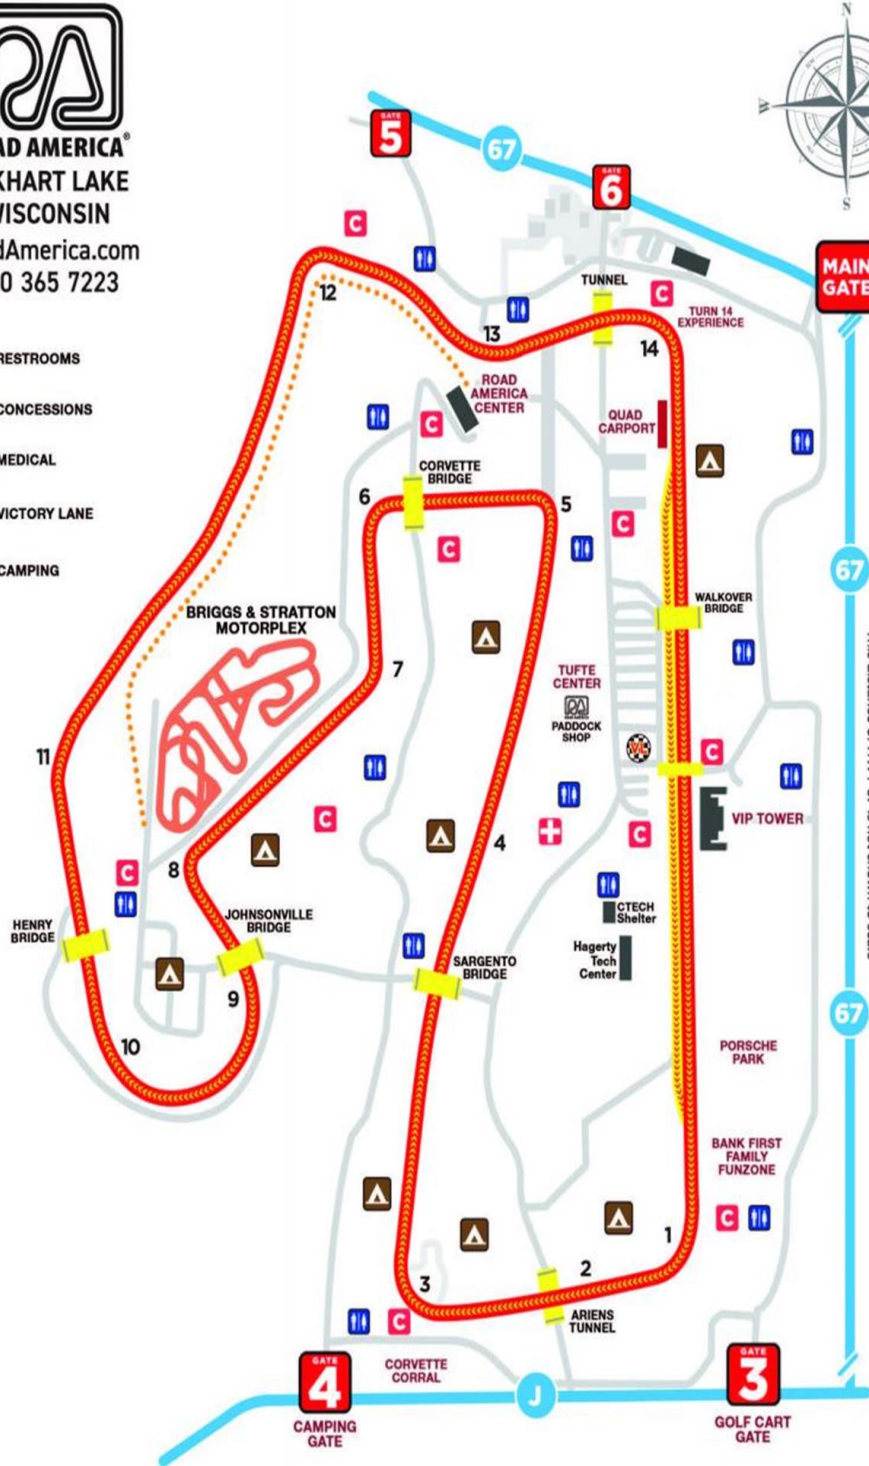 AD AMERICA®
KHART LAKE
WISCONSIN
dAmerica.com
0 365 7223
RESTROOMS
CONCESSIONS
MEDICAL
VICTORY LANE
CAMPING
N
W
S
GATE
5
67
GATE
6
MAIN
GATE
C
12
TUNNEL
C
TURN 14
EXPERIENCE
13
14
ROAD
AMERICA
CENTER
QUAD
CARPORT
C
CORVETTE
BRIDGE
6
5
C
C
67
WALKOVER
BRIDGE
BRIGGS & STRATTON
MOTORPLEX
7
TUFTE
CENTER
PADDOCK
SHOP
VL
C
11
C
4
C
VIP TOWER
8
C
HENRY
BRIDGE
JOHNSONVILLE
BRIDGE
CTECH
Shelter
Hagerty
Tech
Center
SARGENTO
BRIDGE
9
10
67
PORSCHE
PARK
BANK FIRST
FAMILY
FUNZONE
C
1
2
3
C
ARIENS
TUNNEL
CORVETTE
CORRAL
GATE
4
CAMPING
GATE
J
GATE
3
GOLF CART
GATE